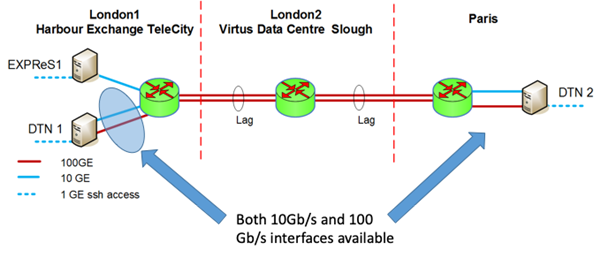 London1
Harbour Exchange TeleCity
London2
Virtus Data Centre Slough
Paris
EXPReS1
DTN 1
Lag
Lag
DTN 2
100GE
10 GE
1 GE ssh access
Both 10Gb/s and 100
Gb/s interfaces available